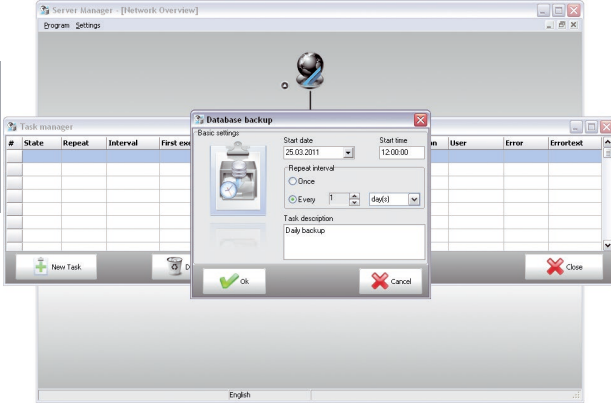 Server Manager - [Network Overview]
Program Settings
Task manager
# State Repeat Interval First exe
n User Error Errortext
Database backup
Basic settings
Start date
Start time
25.03.2011
12:00:00
Repeat interval
Once
Every 1 day(s)
Task description
Daily backup
Ok
Cancel
New Task
D
Close
English